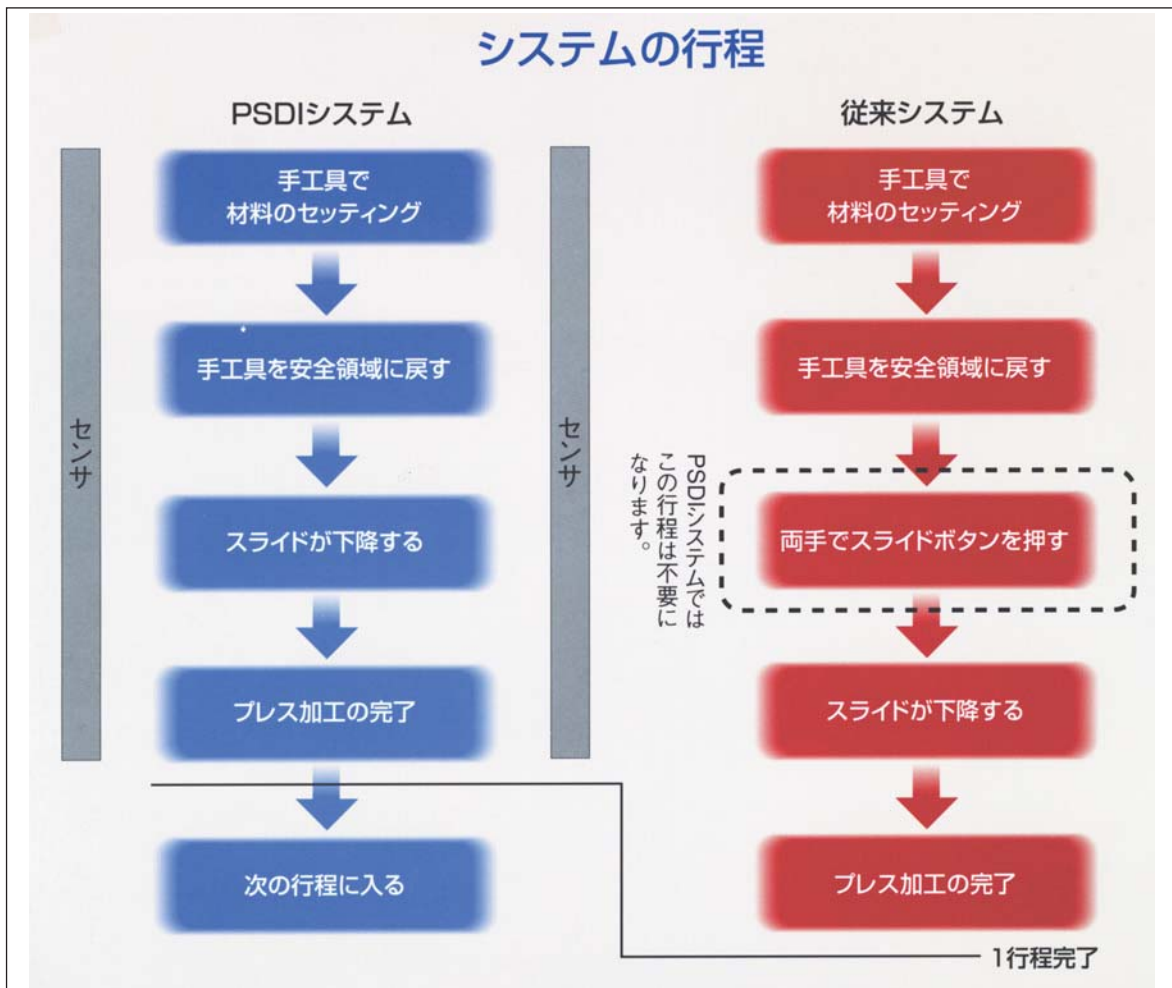 システムの行程
PSDIシステム
センサ
センサ
手工具で
材料のセッティング
手工具を安全領域に戻す
スライドが下降する
プレス加工の完了
次の行程に入る
従来システム
手工具で
材料のセッティング
手工具を安全領域に戻す
PSDIシステムでは
この行程は不要に
なります。
両手でスライドボタンを押す
スライドが下降する
プレス加工の完了
1行程完了